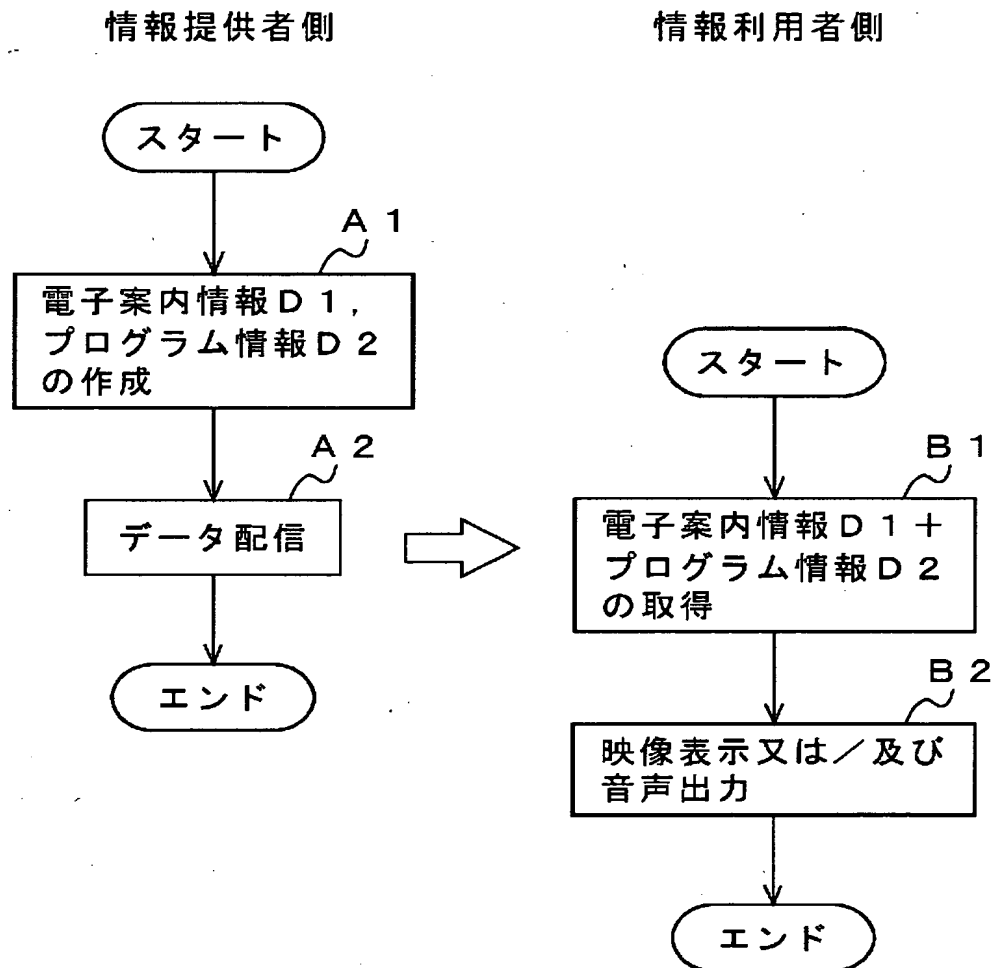 情報提供者側
スタート
A1
電子案内情報D1,
プログラム情報D2
の作成
A2
データ配信
エンド
情報利用者側
スタート
B1
電子案内情報D1+
プログラム情報D2
の取得
B2
映像表示又は/及び
音声出力
エンド